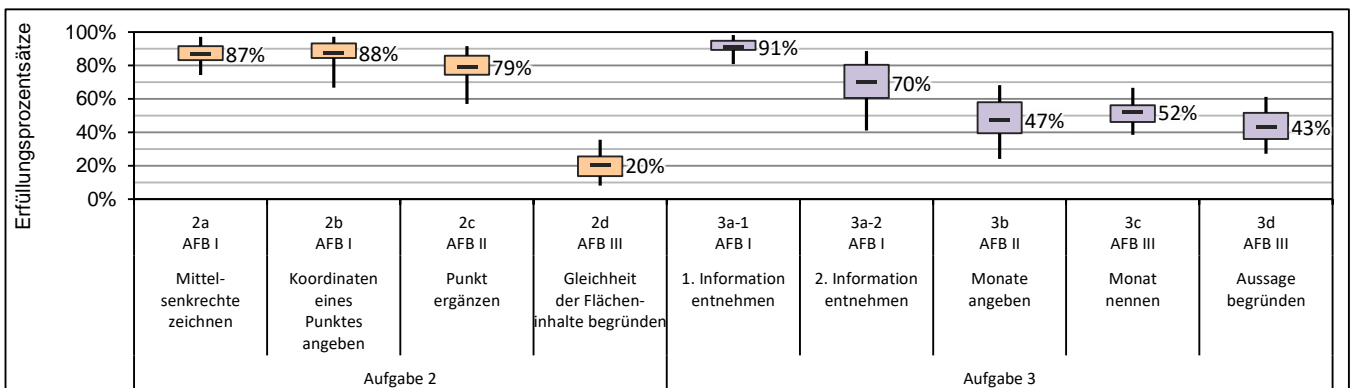 Erfüllungsprozentsätze
100%
80%
60%
40%
20%
0%
87%
88%
79%
20%
91%
70%
47%
52%
43%
2a
AFB I
2b
AFB I
2c
AFB II
2d
AFB III
3a-1
AFB I
3a-2
AFB I
3b
AFB II
3c
AFB III
3d
AFB III
Mittel-
senkrechte
zeichnen
Koordinaten
eines
Punktes
angeben
Punkt
ergänzen
Gleichheit
der Flächen-
inhalte begründen
1. Information
entnehmen
2. Information
entnehmen
Monate
angeben
Monat
nennen
Aussage
begründen
Aufgabe 2
Aufgabe 3